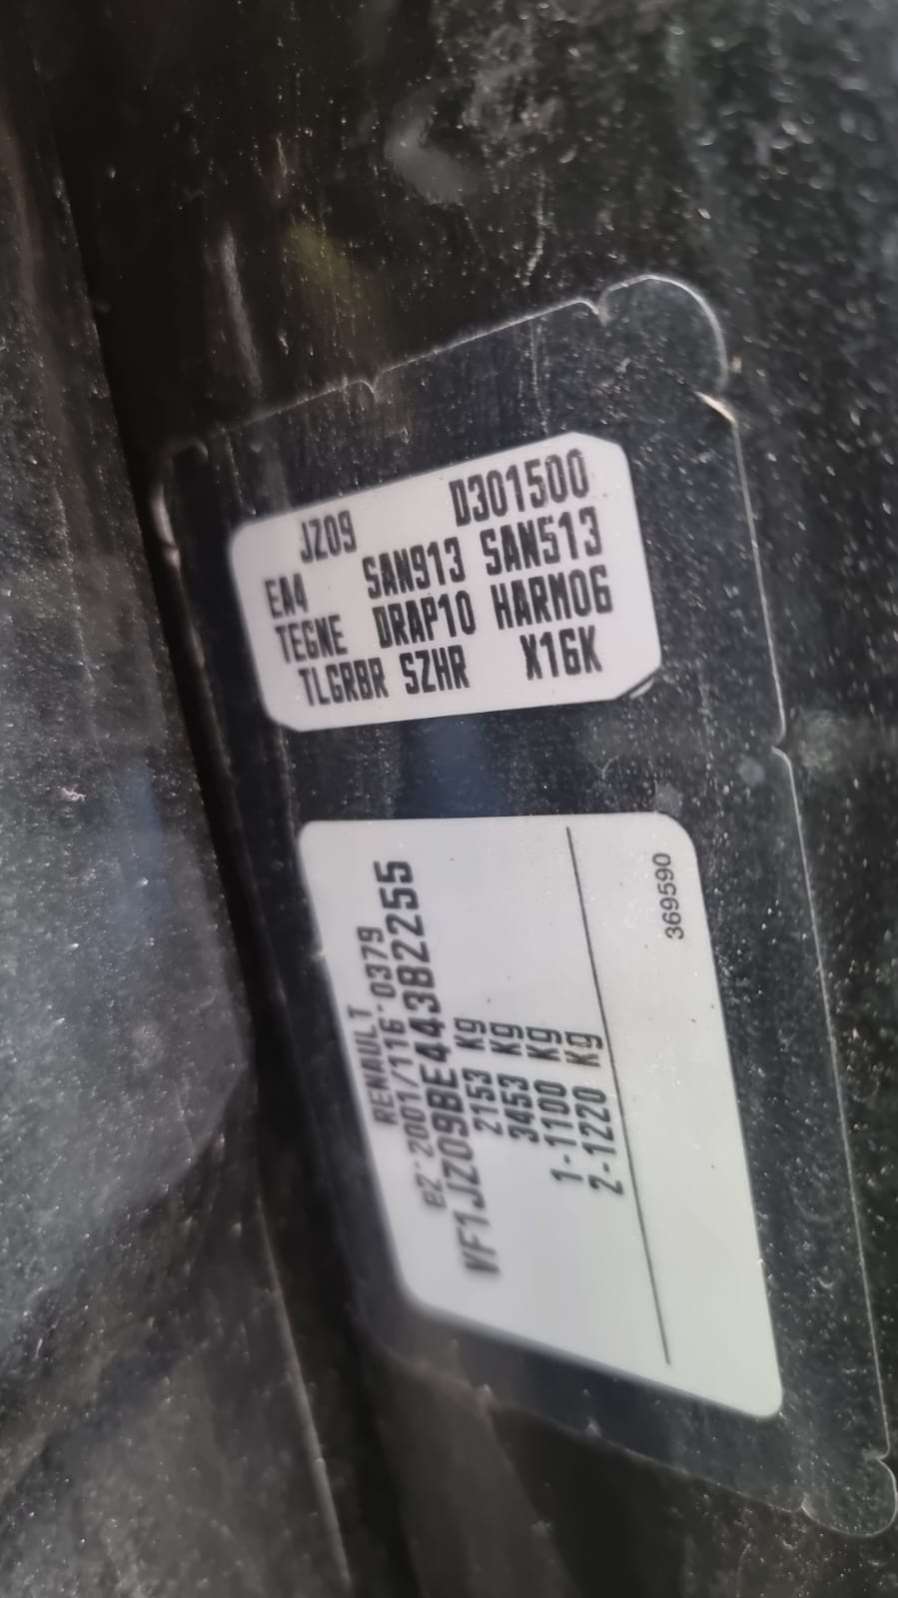 JZ09 D301500
EA4 SAN913 SAN513
TEGNE DRAP10 HARM06
TLGRBR SZHR X16K
RENAULT
e2*2001/116*0379
VF1JZ09BE44382255
2153 Kg
3453 Kg
1-1100 Kg
2-1220 Kg
369590